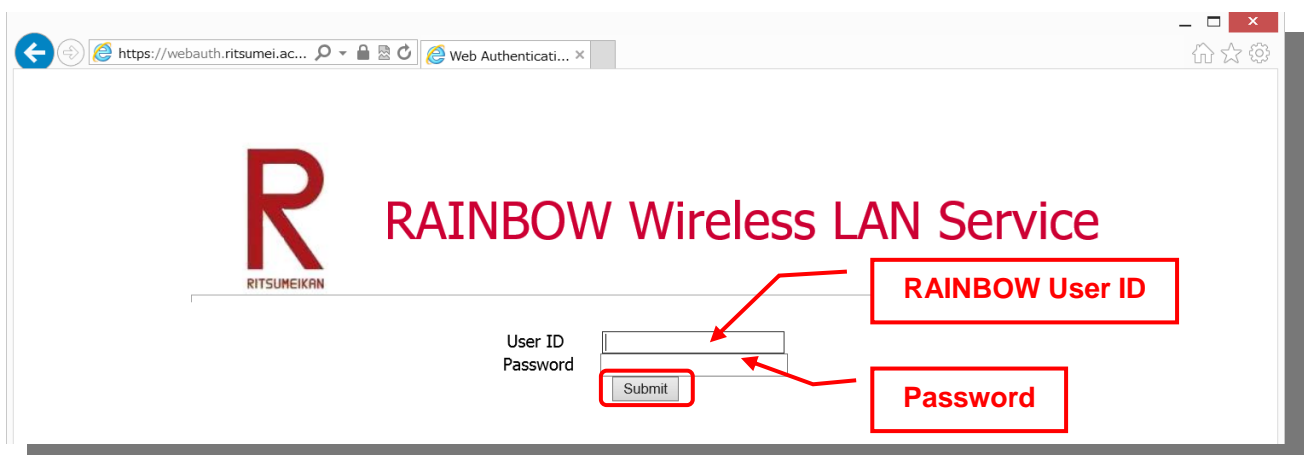 https://webauth.ritsumei.ac... Web Authenticati...
RAINBOW Wireless LAN Service
RITSUMEIKAN
RAINBOW User ID
User ID
Password
Submit
Password